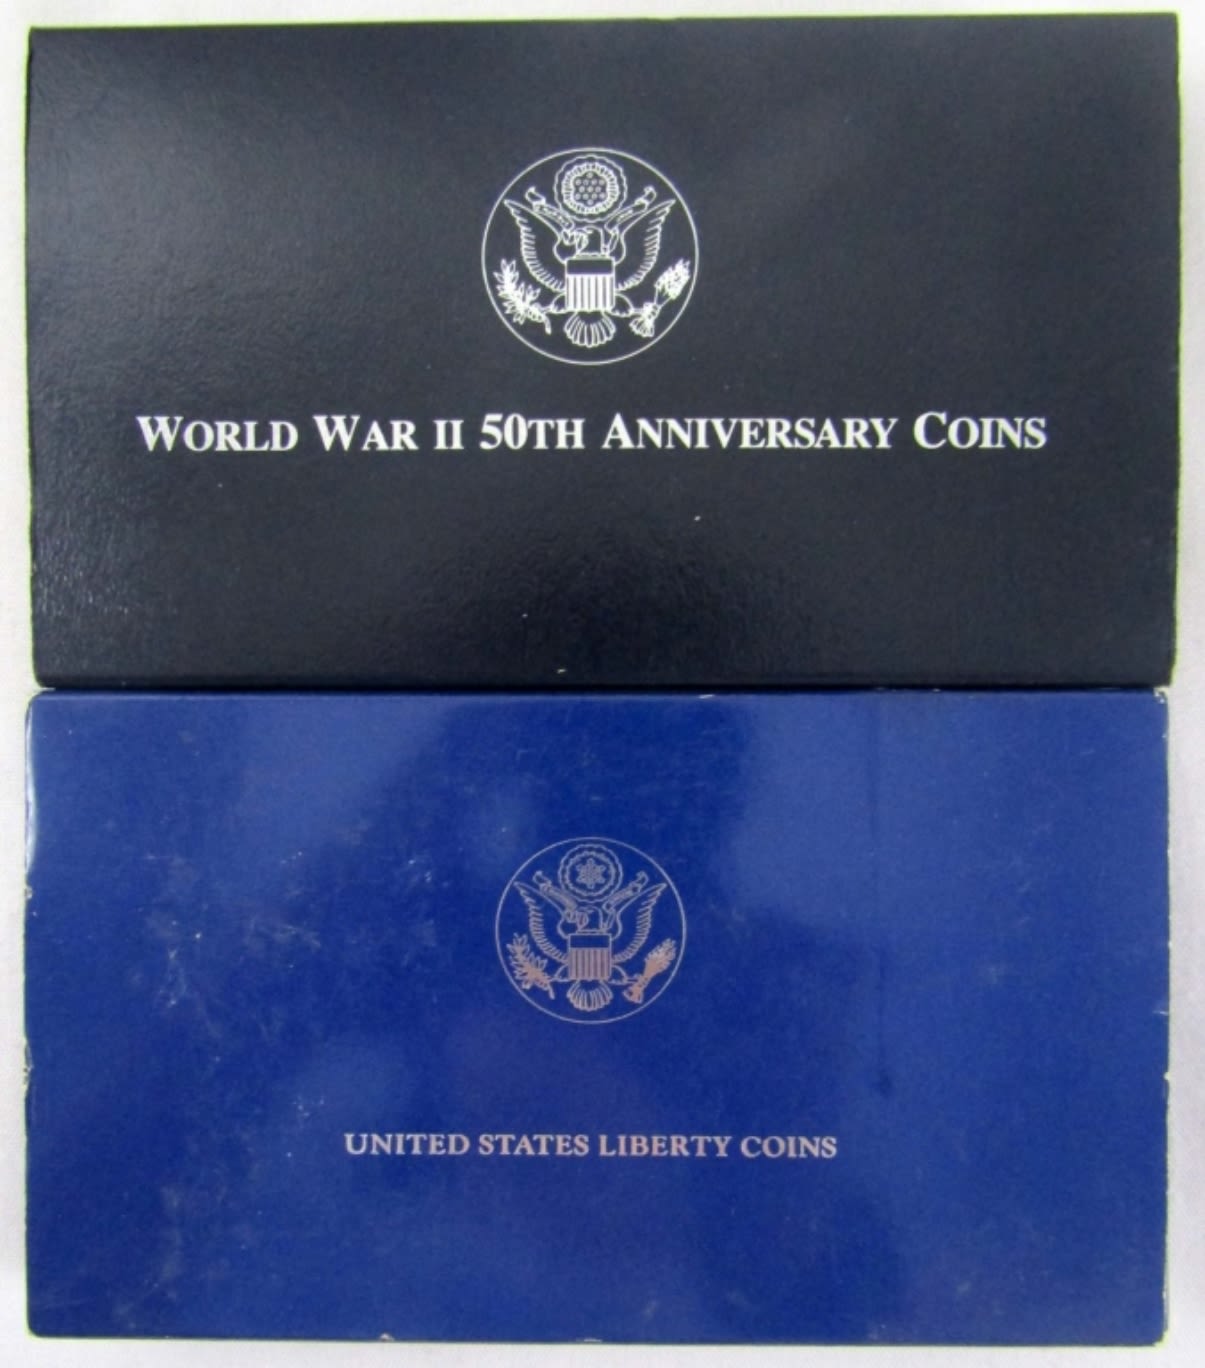 WORLD WAR II 50TH ANNIVERSARY COINS
UNITED STATES LIBERTY COINS